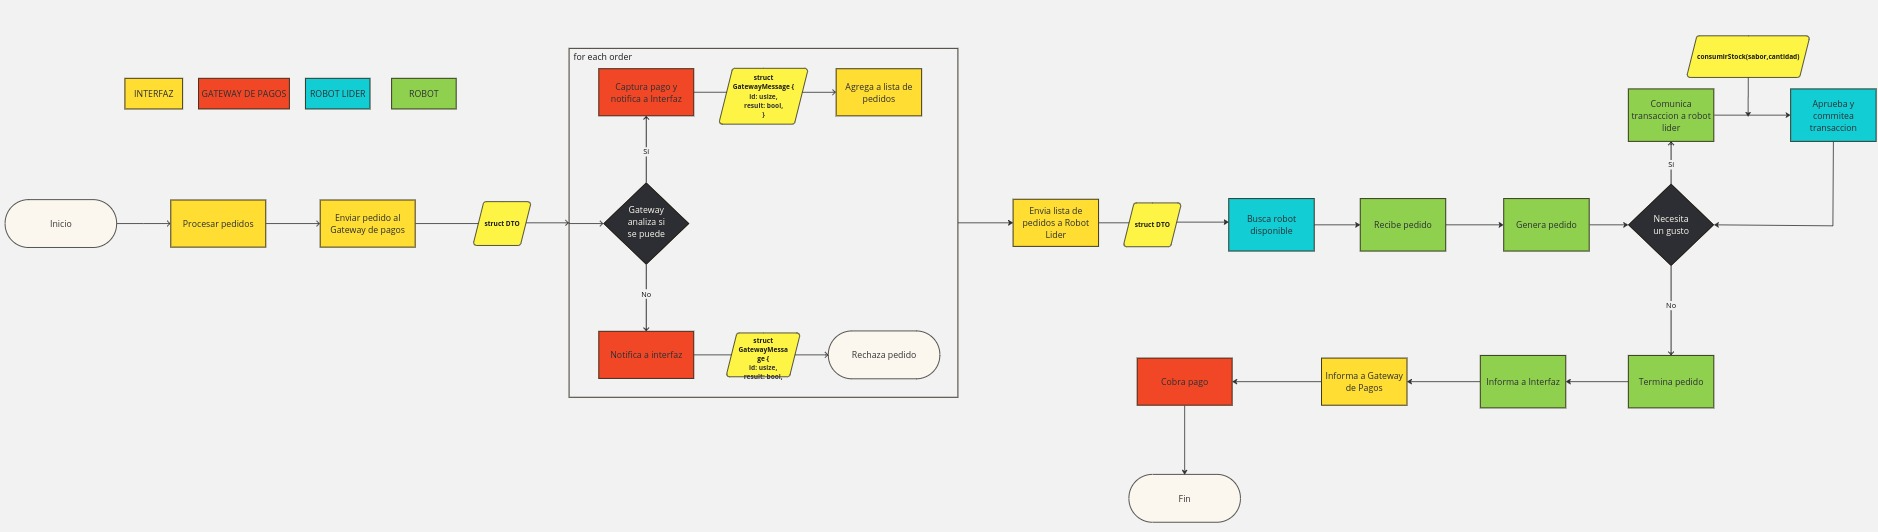 INTERFAZ
GATEWAY DE PAGOS
ROBOT LIDER
ROBOT
Inicio
Procesar pedidos
Enviar pedido al
Gateway de pagos
struct DTO
for each order
Captura pago y
notifica a Interfaz
struct
GatewayMessage {
id: usize,
result: bool,
}
Agrega a lista de
pedidos
Si
Gateway
analiza si
se puede
No
Notifica a interfaz
struct
GatewayMessa
ge {
id: usize,
result: bool,
Rechaza pedido
Envia lista de
pedidos a Robot
Lider
struct DTO
Busca robot
disponible
Recibe pedido
Genera pedido
Necesita
un gusto
Si
Comunica
transaccion a robot
lider
consumirStock(sabor,cantidad)
Aprueba y
commitea
transaccion
No
Termina pedido
Informa a Interfaz
Informa a Gateway
de Pagos
Cobra pago
Fin